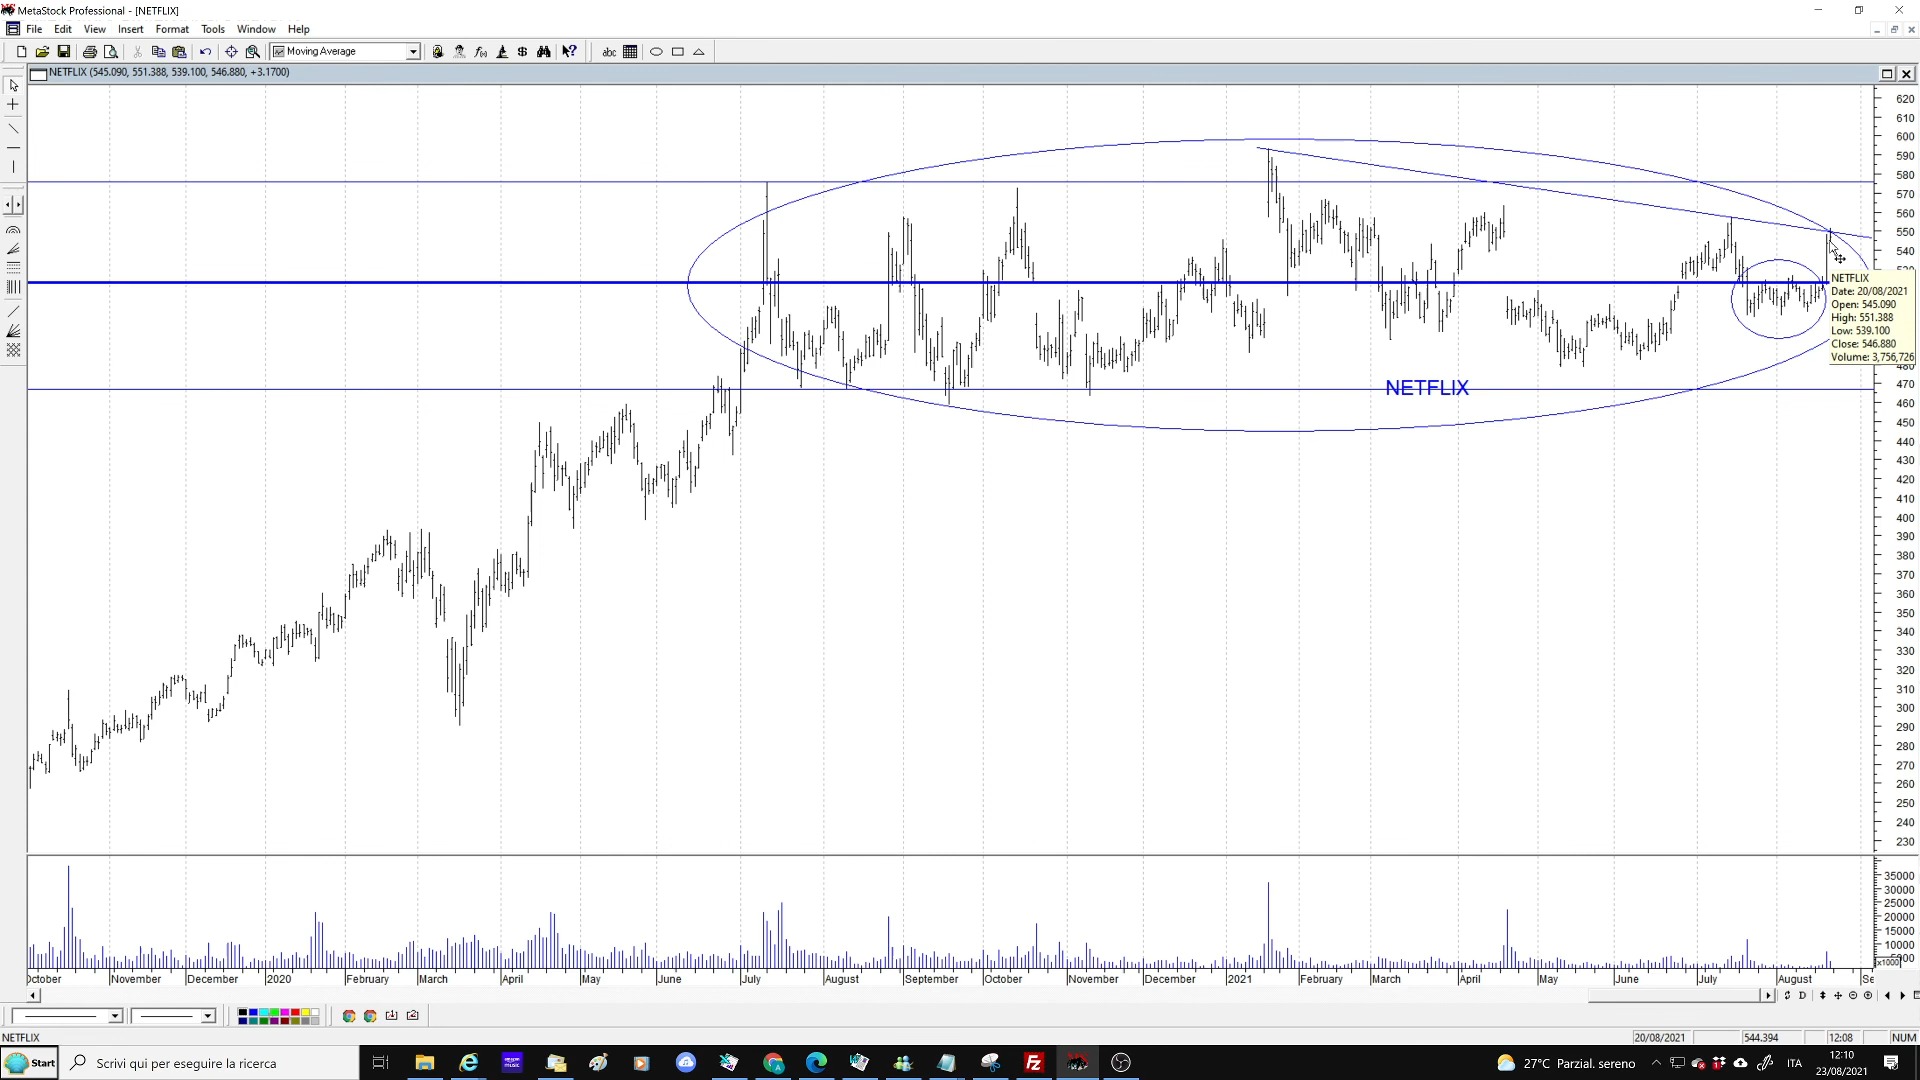 MetaStock Professional - [NETFLIX]
File Edit View Insert Format Tools Window Help
Moving Average
abc
NETFLIX (545.090, 551.388, 539.100, 546.880, +3.1700)
620
610
600
590
580
570
560
550
540
NETFLIX
Date: 20/08/2021
Open: 545.090
High: 551.388
Low: 539.100
Close: 546.880
Volume: 3,756,726
470
460
450
440
430
420
410
400
390
380
370
360
350
340
330
320
310
300
290
280
270
260
250
240
230
NETFLIX
35000
30000
25000
20000
15000
10000
x1000
November December 2020 February March April May June July August September October November December 2021 February March April May June July August
D
NETFLIX
20/08/2021 544.394 12:08 NUM
Start Scrivi qui per eseguire la ricerca
amazon music
27°C Parzial. sereno
ITA
12:10
23/08/2021